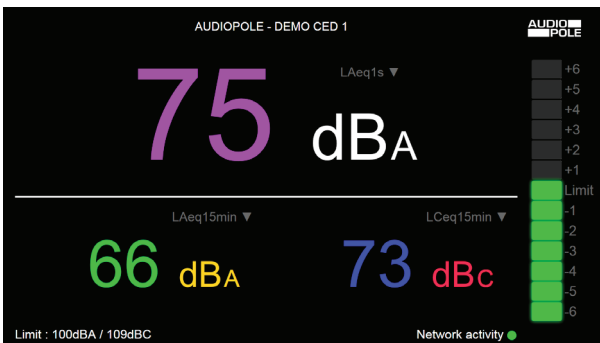 AUDIOPOLE - DEMO CED 1
AUDIO
POLE
LAeq1s ▼
75 dBA
+6
+5
+4
+3
+2
+1
Limit
-1
-2
-3
-4
-5
-6
LAeq15min ▼
66 dBA
LCeq15min ▼
73 dBC
Limit : 100dBA / 109dBC
Network activity